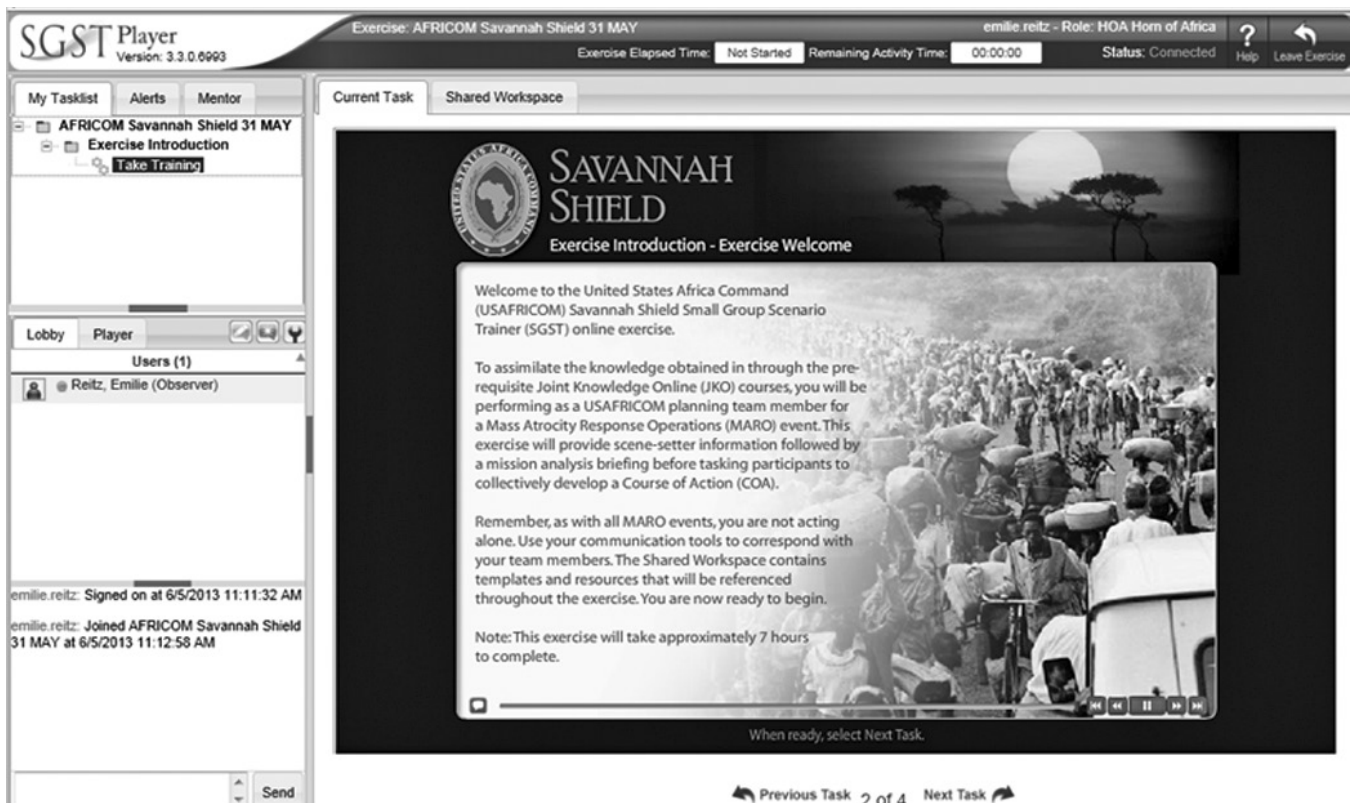 SGST Player
Version: 3.3.0.6993
Exercise: AFRICOM Savannah Shield 31 MAY
emilie.reitz - Role: HOA Horn of Africa
Exercise Elapsed Time: Not Started Remaining Activity Time: 00:00:00 Status: Connected
? Help
Leave Exercise
My Tasklist Alerts Mentor
AFRICOM Savannah Shield 31 MAY
Exercise Introduction
Take Training
Lobby Player
Users (1)
Reitz, Emilie (Observer)
emilie.reitz: Signed on at 6/5/2013 11:11:32 AM
emilie.reitz: Joined AFRICOM Savannah Shield
31 MAY at 6/5/2013 11:12:58 AM
Send
Current Task Shared Workspace
UNITED STATES AFRICA COMMAND
SAVANNAH
SHIELD
Exercise Introduction - Exercise Welcome
Welcome to the United States Africa Command
(USAFRICOM) Savannah Shield Small Group Scenario
Trainer (SGST) online exercise.
To assimilate the knowledge obtained in through the pre-
requisite Joint Knowledge Online (JKO) courses, you will be
performing as a USAFRICOM planning team member for
a Mass Atrocity Response Operations (MARO) event. This
exercise will provide scene-setter information followed by
a mission analysis briefing before tasking participants to
collectively develop a Course of Action (COA).
Remember, as with all MARO events, you are not acting
alone. Use your communication tools to correspond with
your team members. The Shared Workspace contains
templates and resources that will be referenced
throughout the exercise. You are now ready to begin.
Note: This exercise will take approximately 7 hours
to complete.
When ready, select Next Task.
Previous Task 2 of 4 Next Task